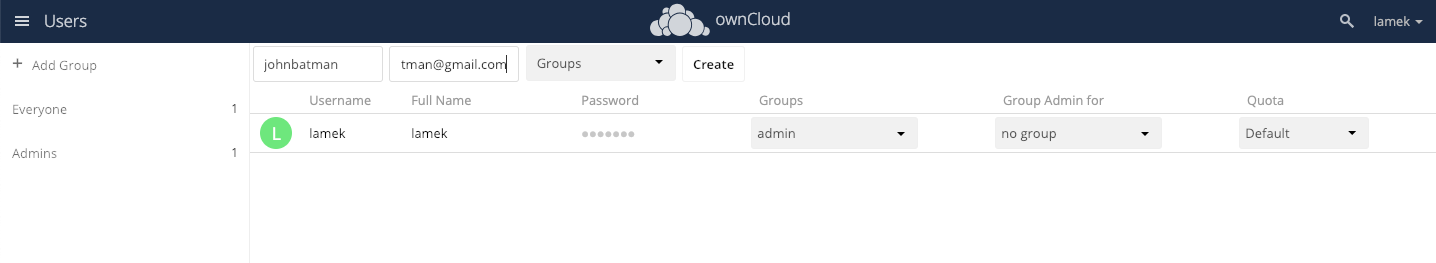 Users
ownCloud
lamek
+ Add Group
johnbatman
tman@gmail.com
Groups
Create
Everyone 1
Username Full Name Password Groups Group Admin for Quota
L lamek lamek admin no group Default
Admins 1